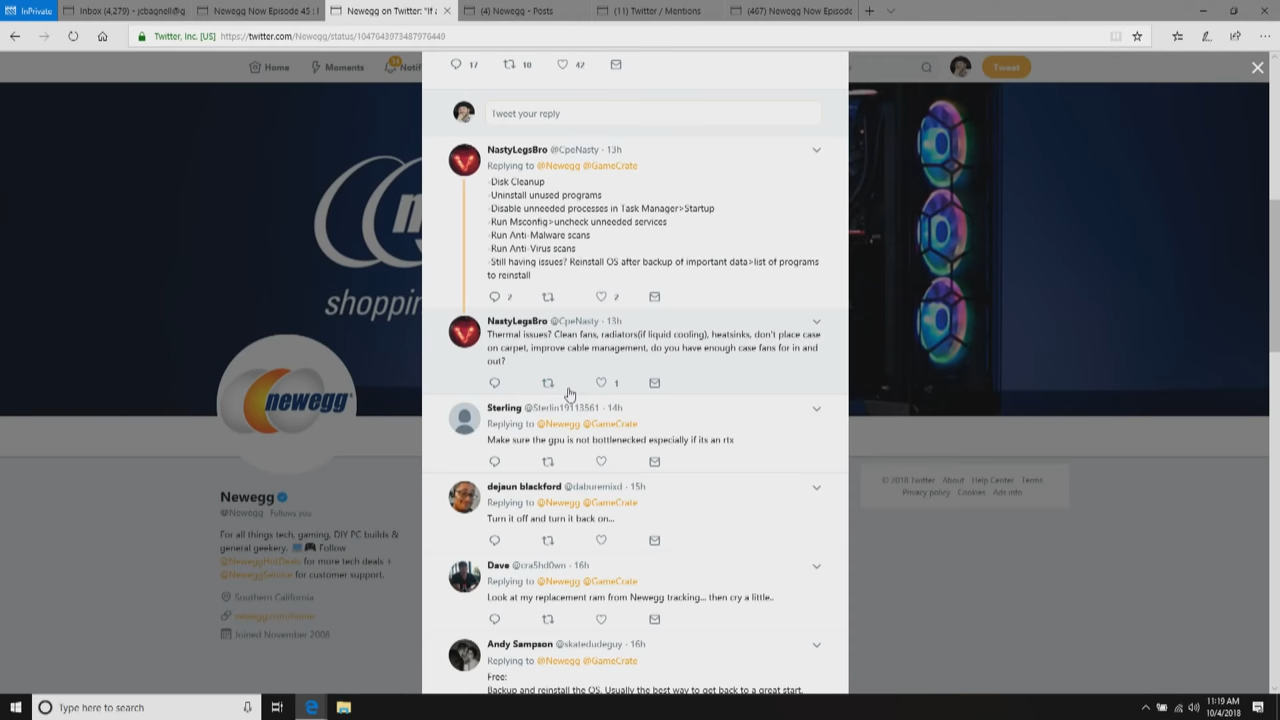 InPrivate
Inbox (4,279) - jcbagnell@g
Newegg Now Episode 45 : I
Newegg on Twitter: "If a
(4) Newegg - Posts
(11) Twitter / Mentions
(467) Newegg Now Episode
Twitter, Inc. [US]
https://twitter.com/Newegg/status/1047643973487976449
Home
Moments
Notif
Tweet
17
10
42
Tweet your reply
NastyLegsBro @CpeNasty · 13h
Replying to @Newegg @GameCrate
-Disk Cleanup
-Uninstall unused programs
-Disable unneeded processes in Task Manager>Startup
-Run Msconfig>uncheck unneeded services
-Run Anti-Malware scans
-Run Anti-Virus scans
-Still having issues? Reinstall OS after backup of important data>list of programs
to reinstall
2
2
NastyLegsBro @CpeNasty · 13h
Thermal issues? Clean fans, radiators(if liquid cooling), heatsinks, don't place case
on carpet, improve cable management, do you have enough case fans for in and
out?
1
Sterling @Sterlin19113561 · 14h
Replying to @Newegg @GameCrate
Make sure the gpu is not bottlenecked especially if its an rtx
dejaun blackford @daburemixd · 15h
Replying to @Newegg @GameCrate
Turn it off and turn it back on...
Dave @cra5hd0wn · 16h
Replying to @Newegg @GameCrate
Look at my replacement ram from Newegg tracking... then cry a little..
Andy Sampson @skatedudeguy · 16h
Replying to @Newegg @GameCrate
Free:
Backup and reinstall the OS. Usually the best way to get back to a great start.
shoppin
newegg
Newegg
@Newegg Follows you
For all things tech, gaming, DIY PC builds &
general geekery. Follow
@NeweggHotDeals for more tech deals +
@NeweggService for customer support.
Southern California
Joined November 2008
© 2018 Twitter About Help Center Terms
Privacy policy Cookies Ads info
Type here to search
11:19 AM
10/4/2018